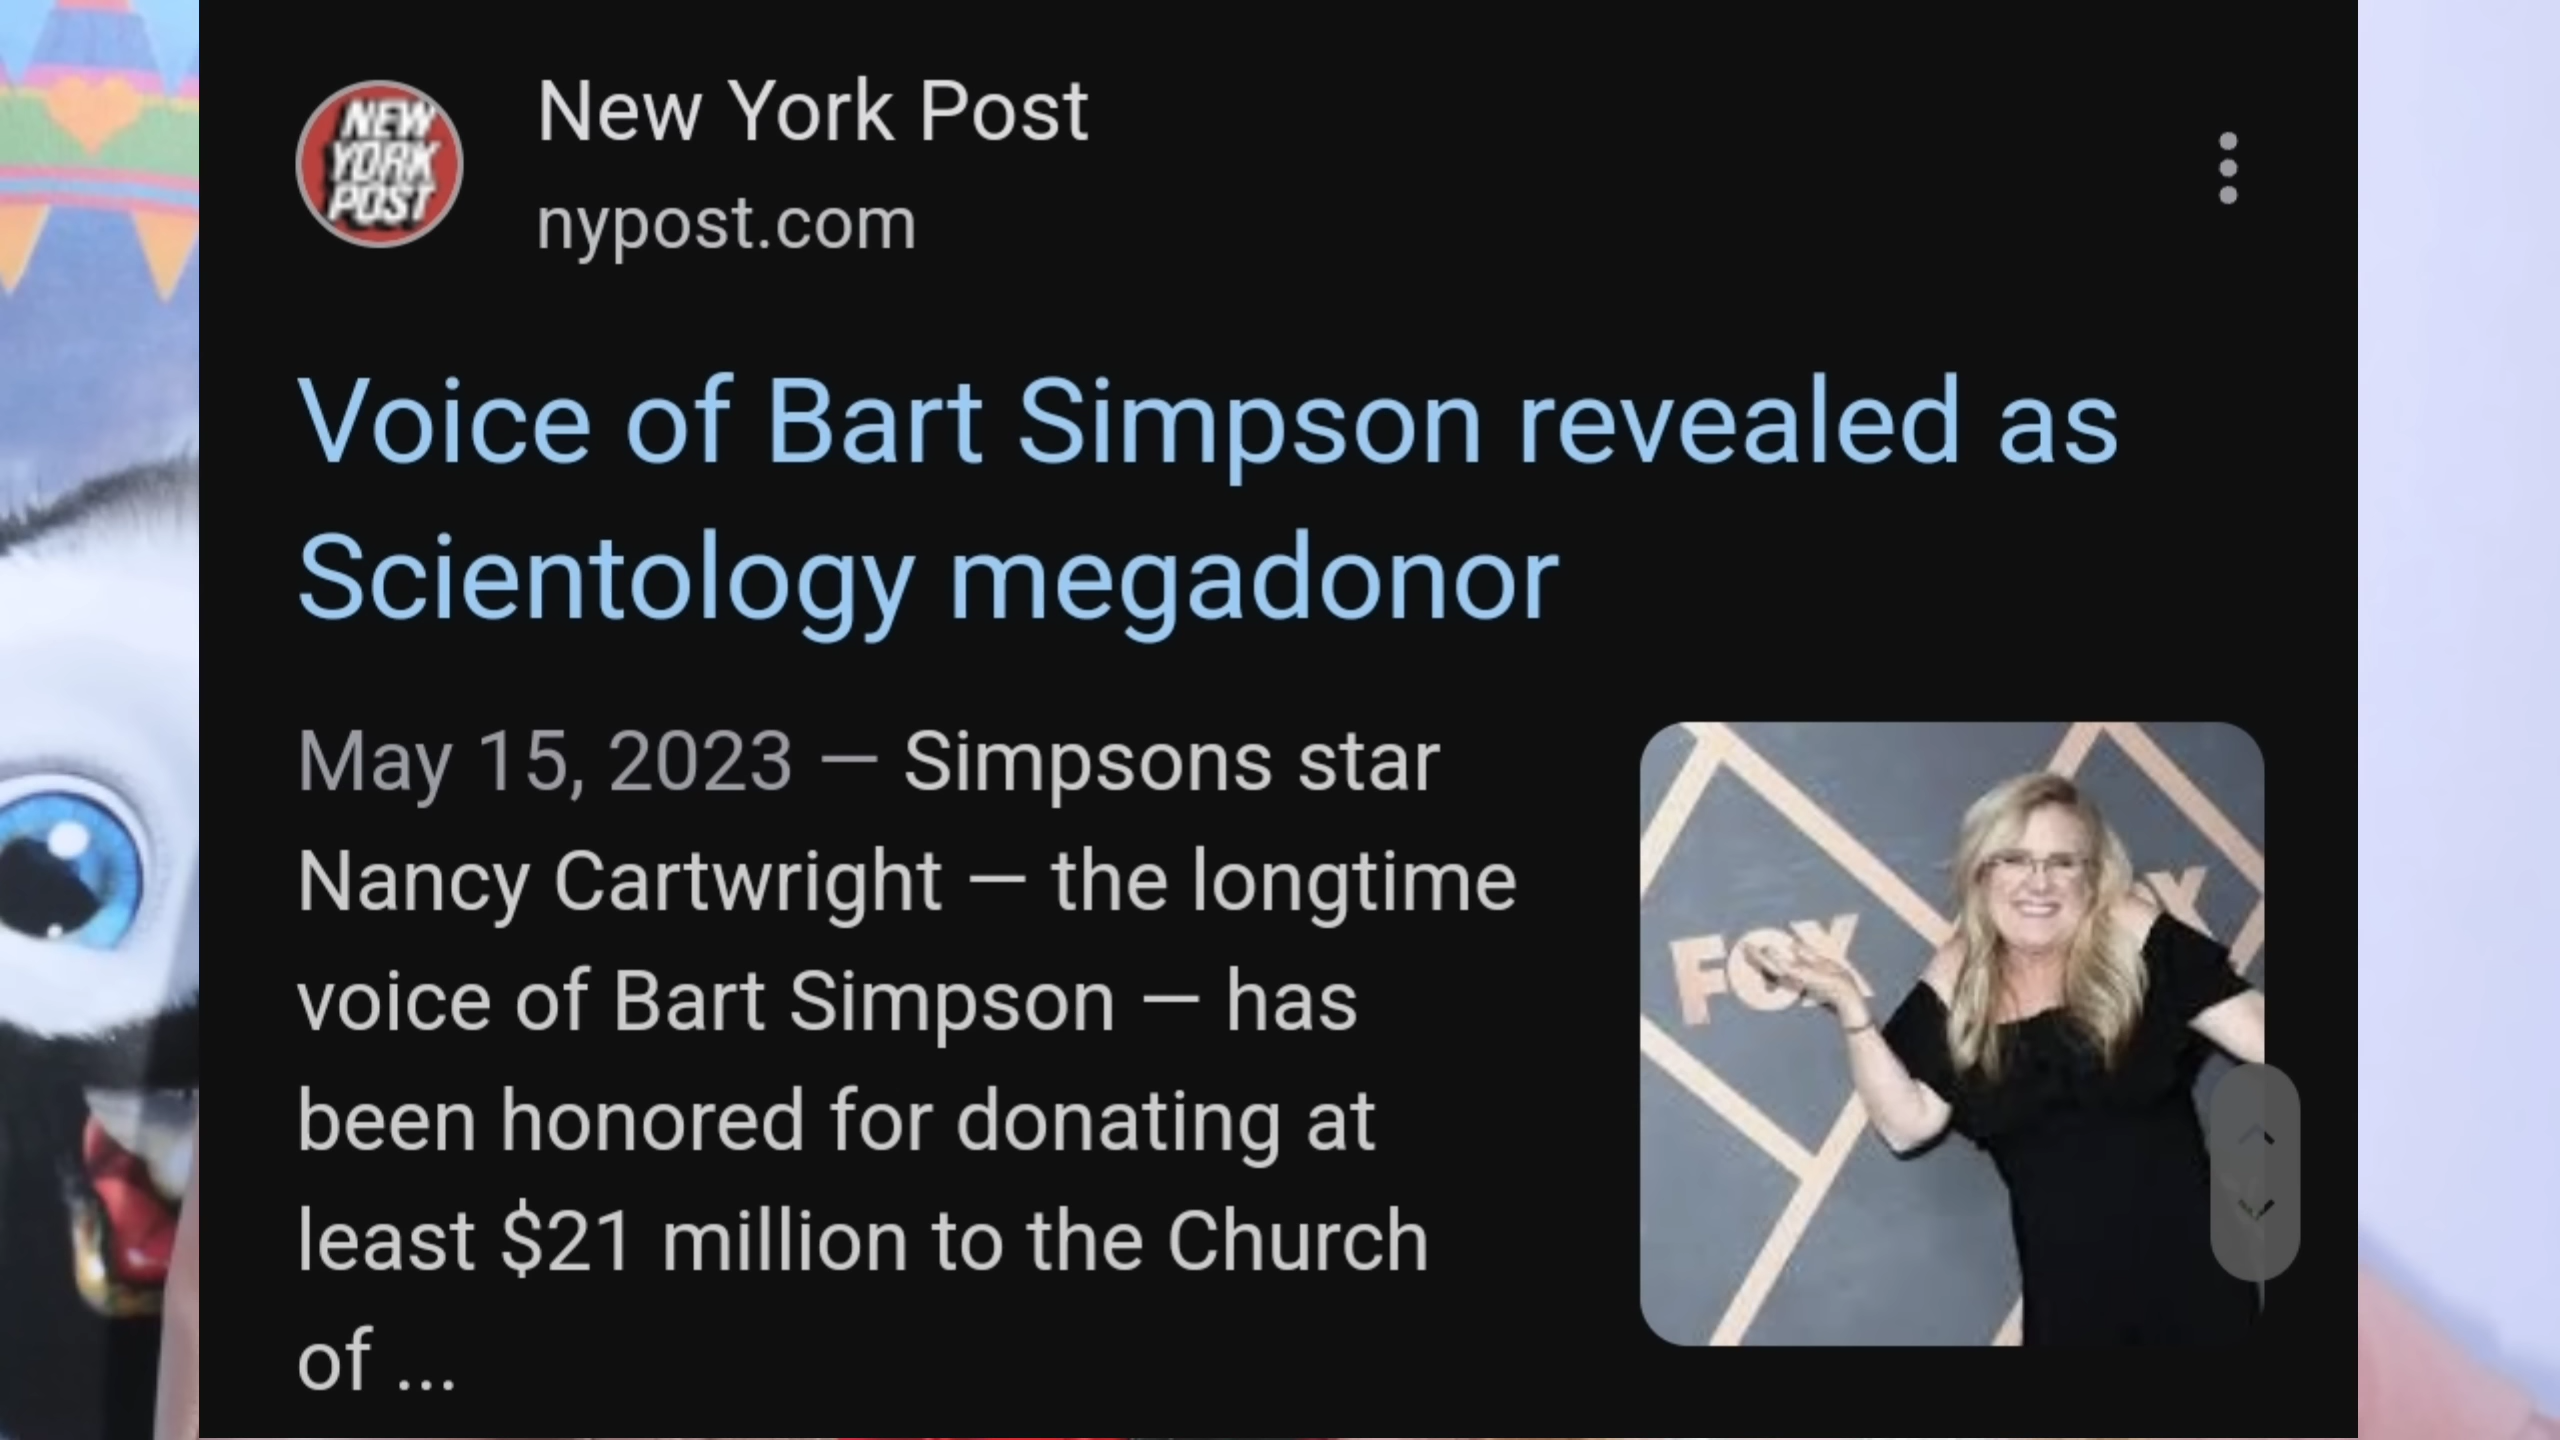 NEW
YORK
POST
New York Post
nypost.com
Voice of Bart Simpson revealed as
Scientology megadonor
May 15, 2023 — Simpsons star
Nancy Cartwright — the longtime
voice of Bart Simpson — has
been honored for donating at
least $21 million to the Church
of ...
FOX